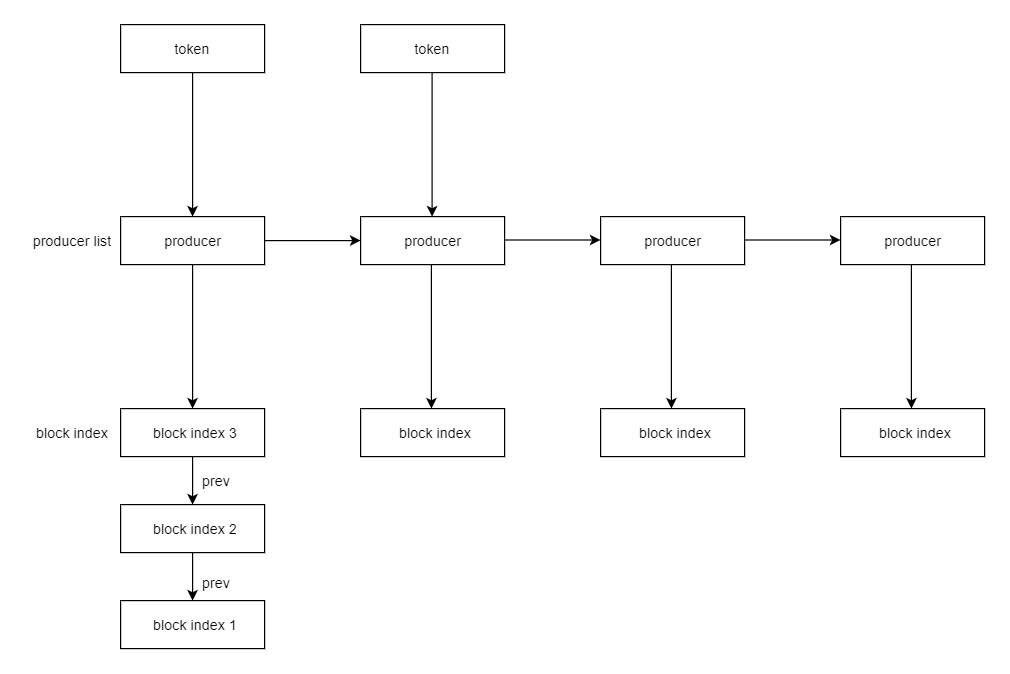 token
token
producer list
producer
producer
producer
producer
block index
block index 3
block index
block index
block index
prev
block index 2
prev
block index 1